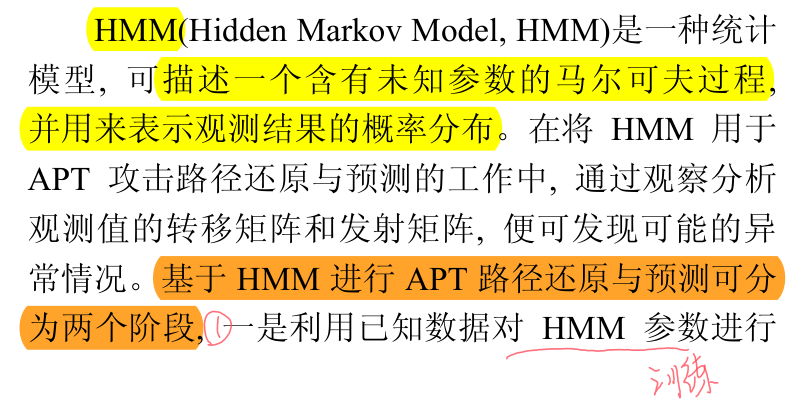 HMM(Hidden Markov Model, HMM)是一种统计
模型, 可描述一个含有未知参数的马尔可夫过程,
并用来表示观测结果的概率分布。在将 HMM 用于
APT 攻击路径还原与预测的工作中, 通过观察分析
观测值的转移矩阵和发射矩阵, 便可发现可能的异
常情况。基于 HMM 进行 APT 路径还原与预测可分
为两个阶段, ①一是利用已知数据对 HMM 参数进行
训练